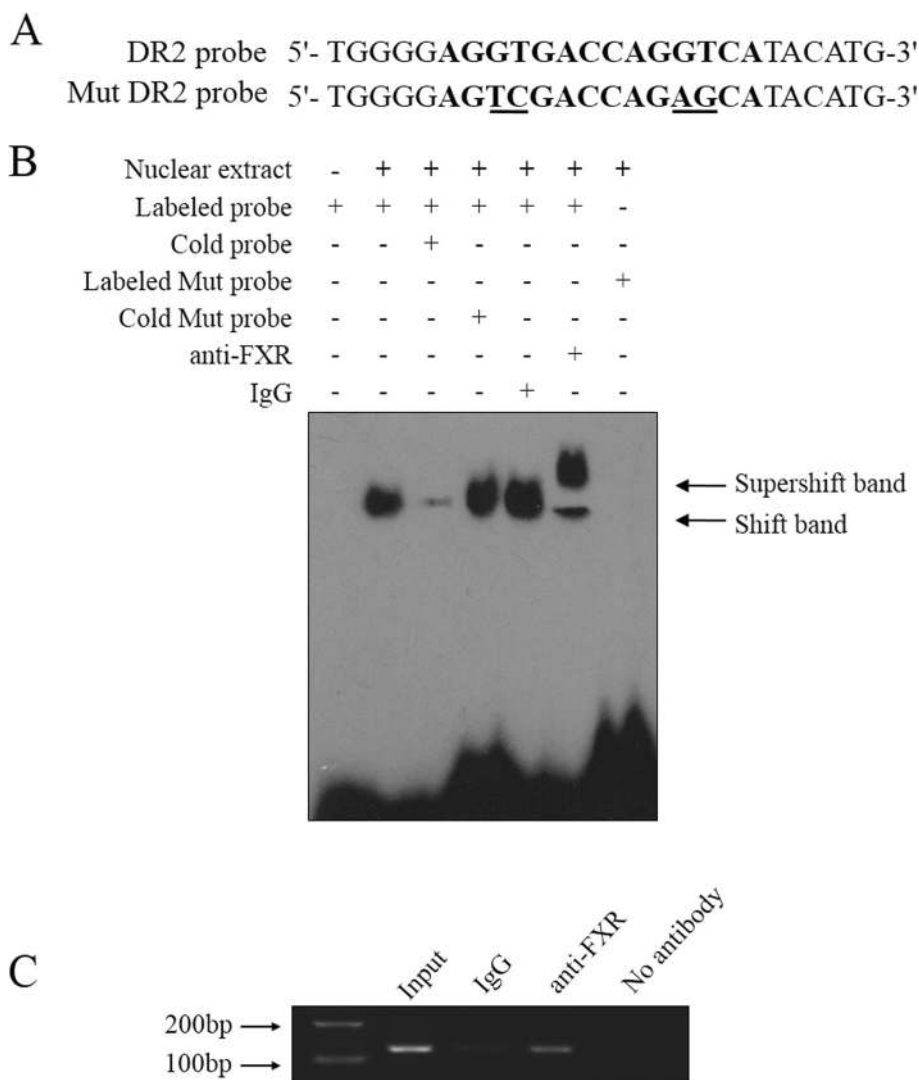 A
DR2 probe 5'- TGGGGAGGTGACCAGGTCATACATG-3'
Mut DR2 probe 5'- TGGGGAGTCGACCAGAGCATACATG-3'
B
Nuclear extract - + + + + + +
Labeled probe + + + + + + -
Cold probe - - + - - - -
Labeled Mut probe - - - - - - +
Cold Mut probe - - - + - - -
anti-FXR - - - - - + -
IgG - - - - + - -
Supershift band
Shift band
C
Input IgG anti-FXR No antibody
200bp
100bp